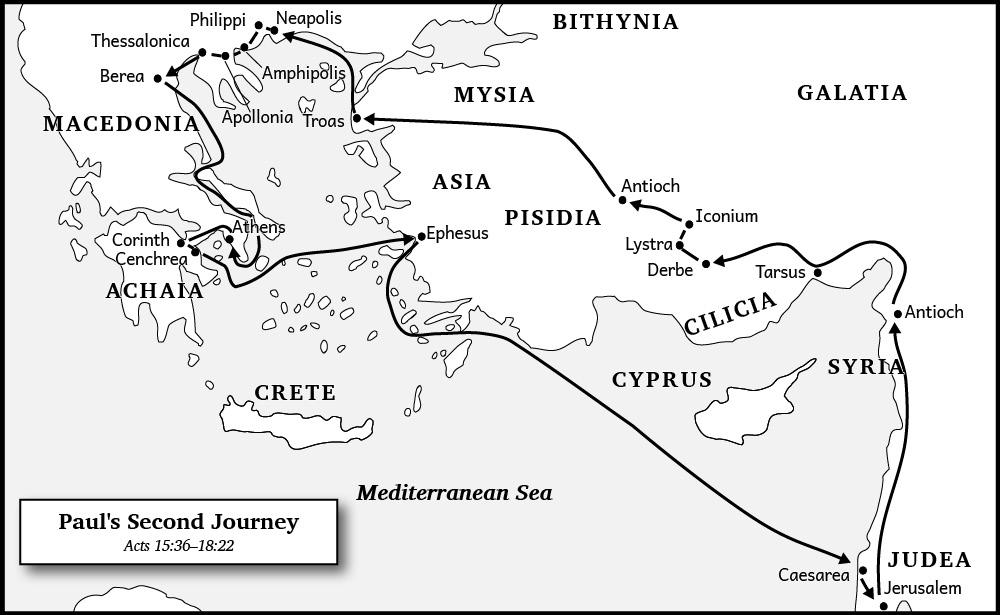 Philippi
Neapolis
BITHYNIA
Thessalonica
Berea
Amphipolis
MYSIA
GALATIA
Apollonia
Troas
MACEDONIA
ASIA
Antioch
PISIDIA
Iconium
Athens
Ephesus
Corinth
Lystra
Cenchrea
Derbe
Tarsus
ACHAIA
CILICIA
Antioch
SYRIA
CYPRUS
CRETE
Mediterranean Sea
Paul's Second Journey
Acts 15:36–18:22
JUDEA
Caesarea
Jerusalem